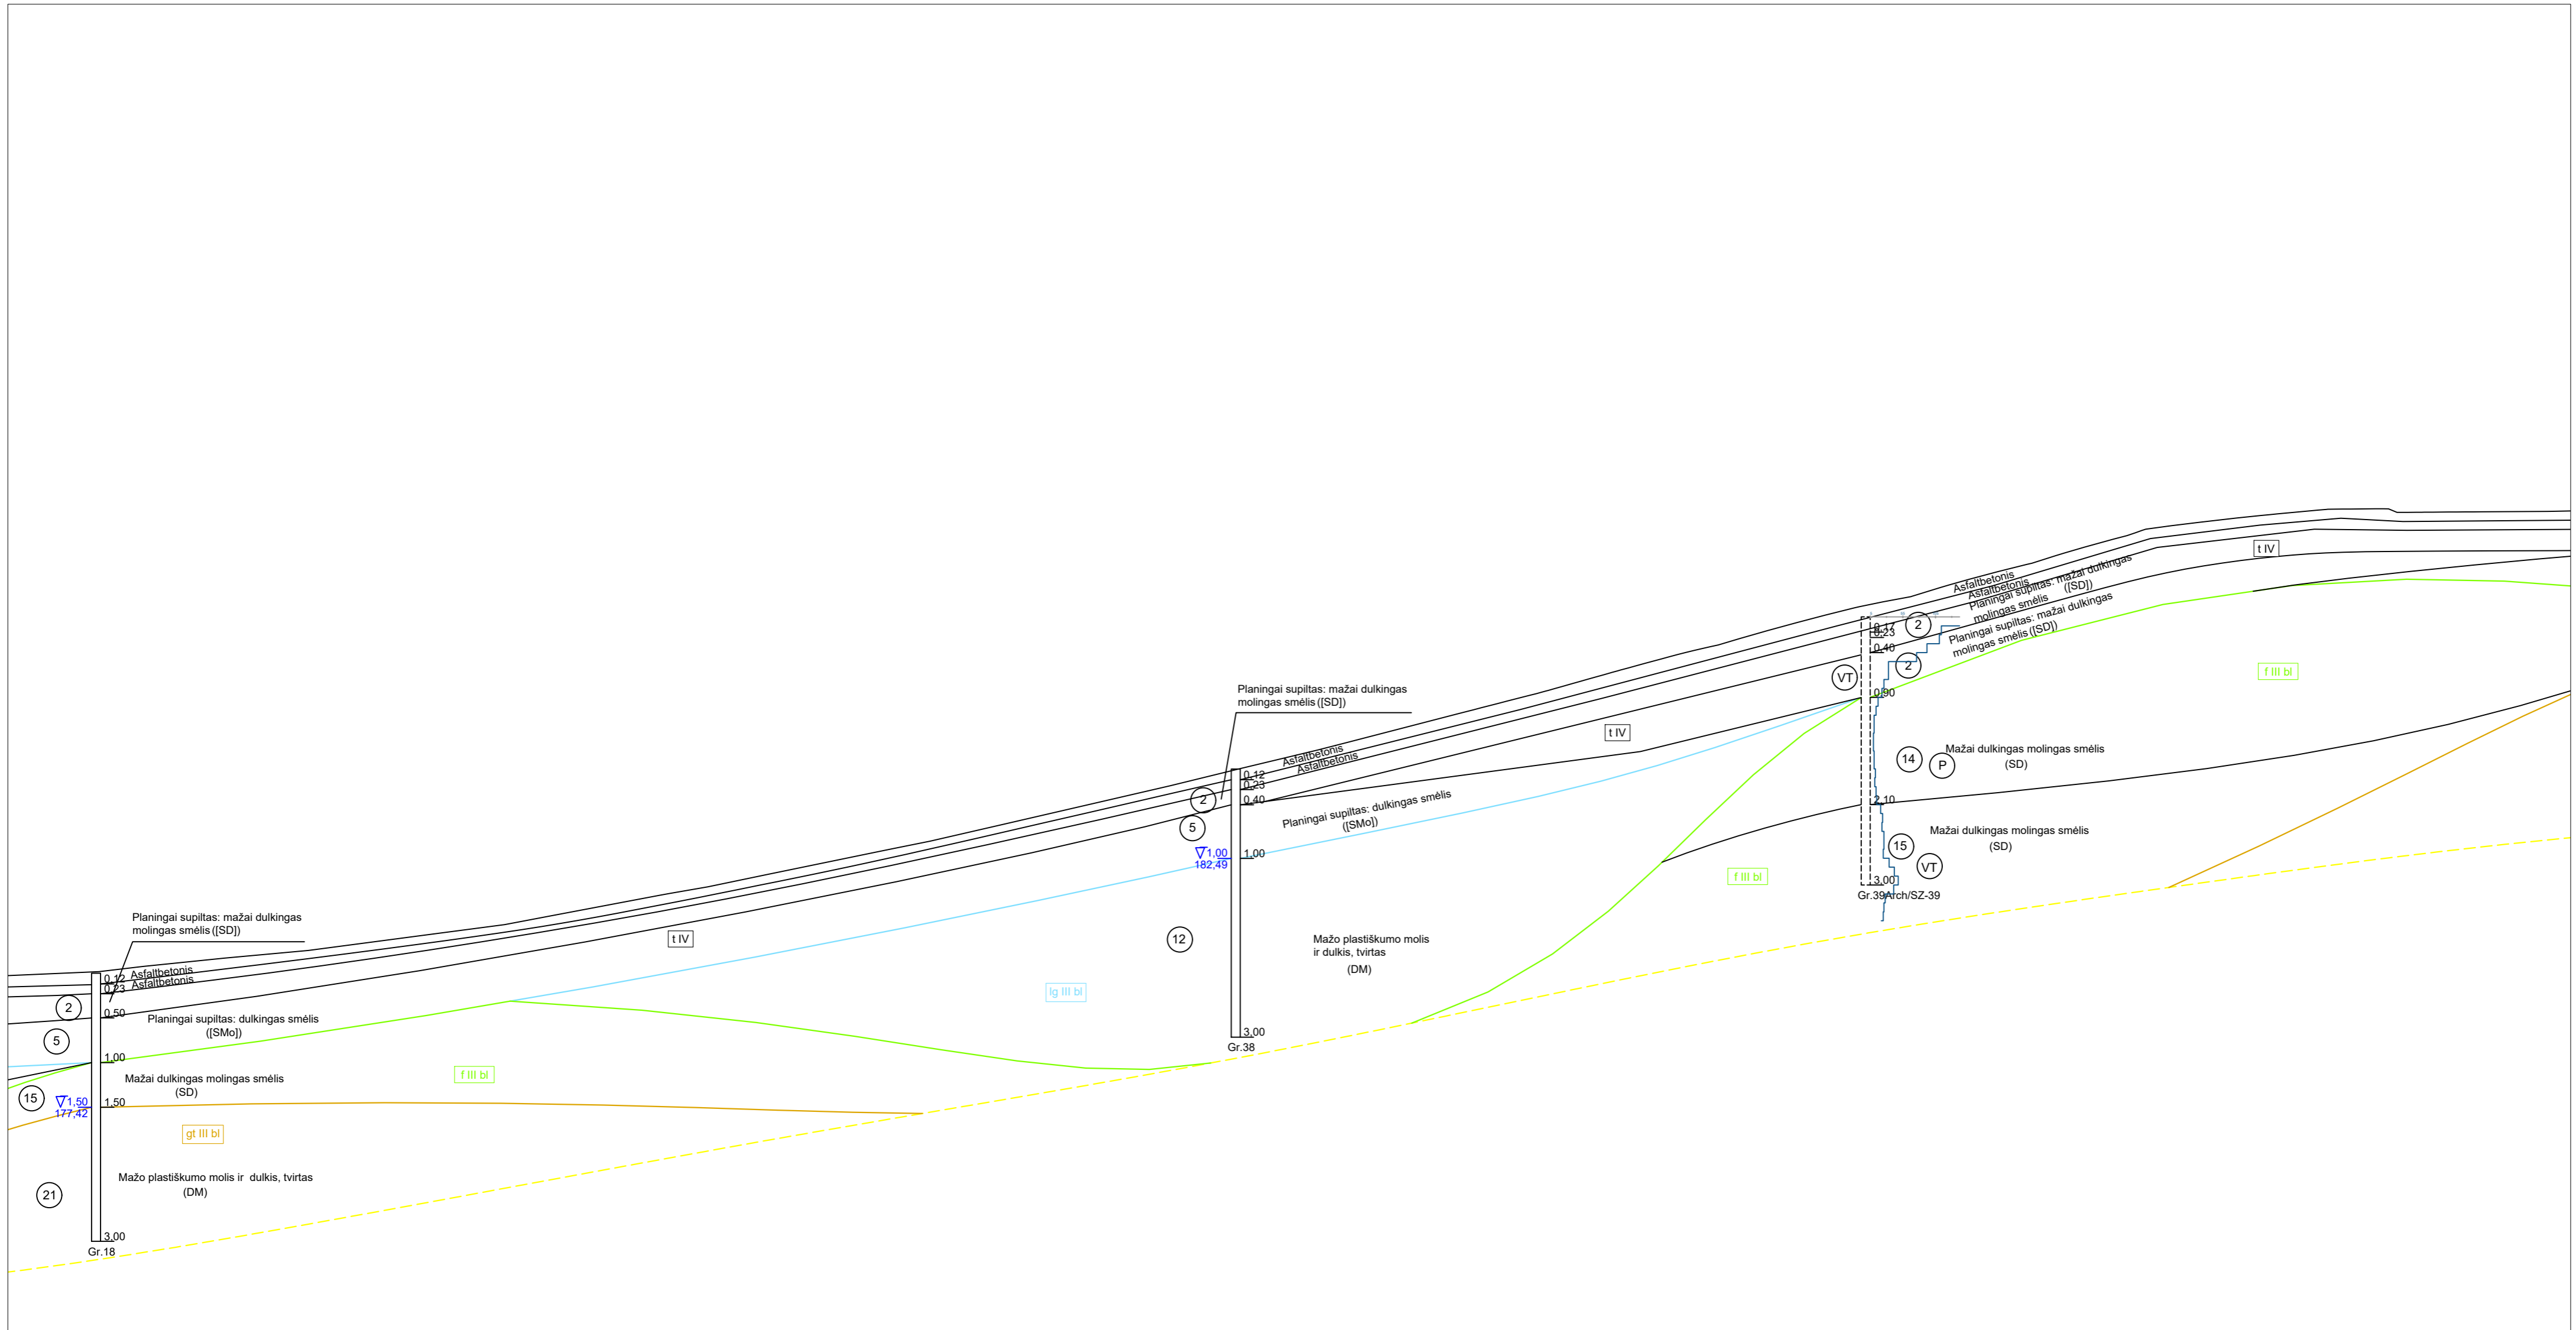 Asfaltbetonis
Asfaltbetonis
Planingai supiltas: mažai dulkingas
molingas smėlis ([SD])
Planingai supiltas: mažai dulkingas
molingas smėlis ([SD])
t IV
0,17
0,23
0,40
0,90
2,10
3,00
2
2
VT
14
P
15
VT
Mažai dulkingas molingas smėlis
(SD)
Mažai dulkingas molingas smėlis
(SD)
Gr.39Arch/SZ-39
f III bl
f III bl
t IV
Planingai supiltas: mažai dulkingas
molingas smėlis ([SD])
Asfaltbetonis
Asfaltbetonis
0,12
0,23
0,40
1,00
3,00
2
5
1,00
182,49
12
Planingai supiltas: dulkingas smėlis
([SMo])
Mažo plastiškumo molis
ir dulkis, tvirtas
(DM)
Gr.38
lg III bl
t IV
Planingai supiltas: mažai dulkingas
molingas smėlis ([SD])
Asfaltbetonis
Asfaltbetonis
0,12
0,23
0,50
1,00
1,50
3,00
2
5
15
1,50
177,42
21
Planingai supiltas: dulkingas smėlis
([SMo])
Mažai dulkingas molingas smėlis
(SD)
f III bl
gt III bl
Mažo plastiškumo molis ir dulkis, tvirtas
(DM)
Gr.18